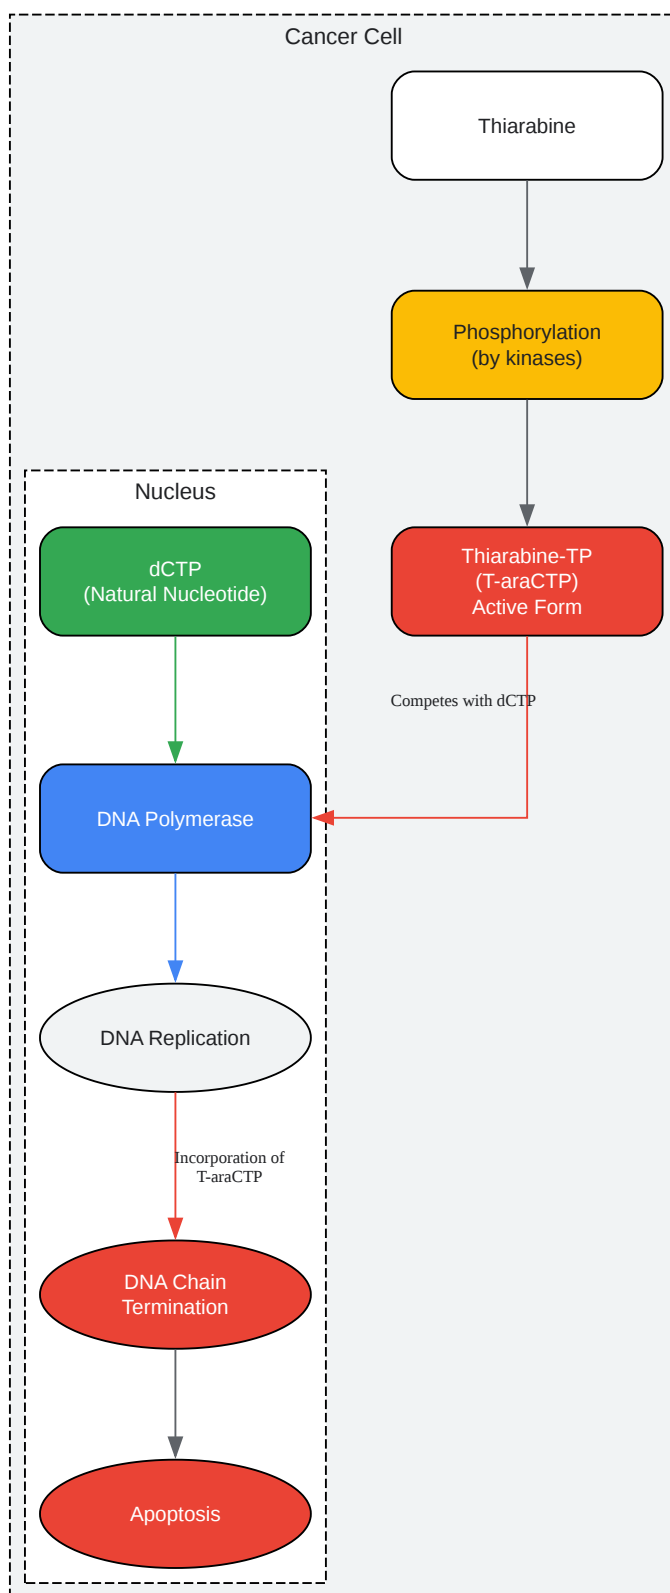 Cancer Cell
Thiarabine
Phosphorylation
(by kinases)
Nucleus
dCTP
(Natural Nucleotide)
Thiarabine-TP
(T-araCTP)
Active Form
Competes with dCTP
DNA Polymerase
DNA Replication
Incorporation of
T-araCTP
DNA Chain
Termination
Apoptosis